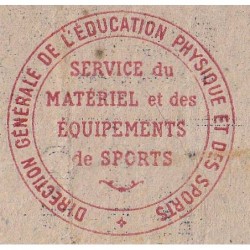 DIRECTION GÉNÉRALE DE L'ÉDUCATION PHYSIQUE ET DES SPORTS
SERVICE du
MATÉRIEL et des
ÉQUIPEMENTS
de SPORTS